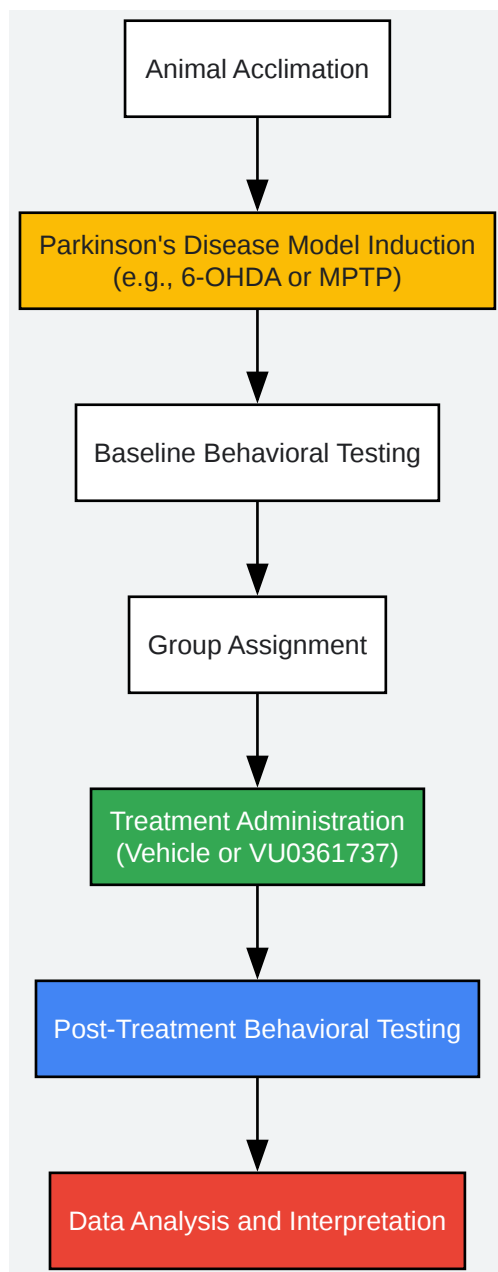 Animal Acclimation
Parkinson's Disease Model Induction
(e.g., 6-OHDA or MPTP)
Baseline Behavioral Testing
Group Assignment
Treatment Administration
(Vehicle or VU0361737)
Post-Treatment Behavioral Testing
Data Analysis and Interpretation